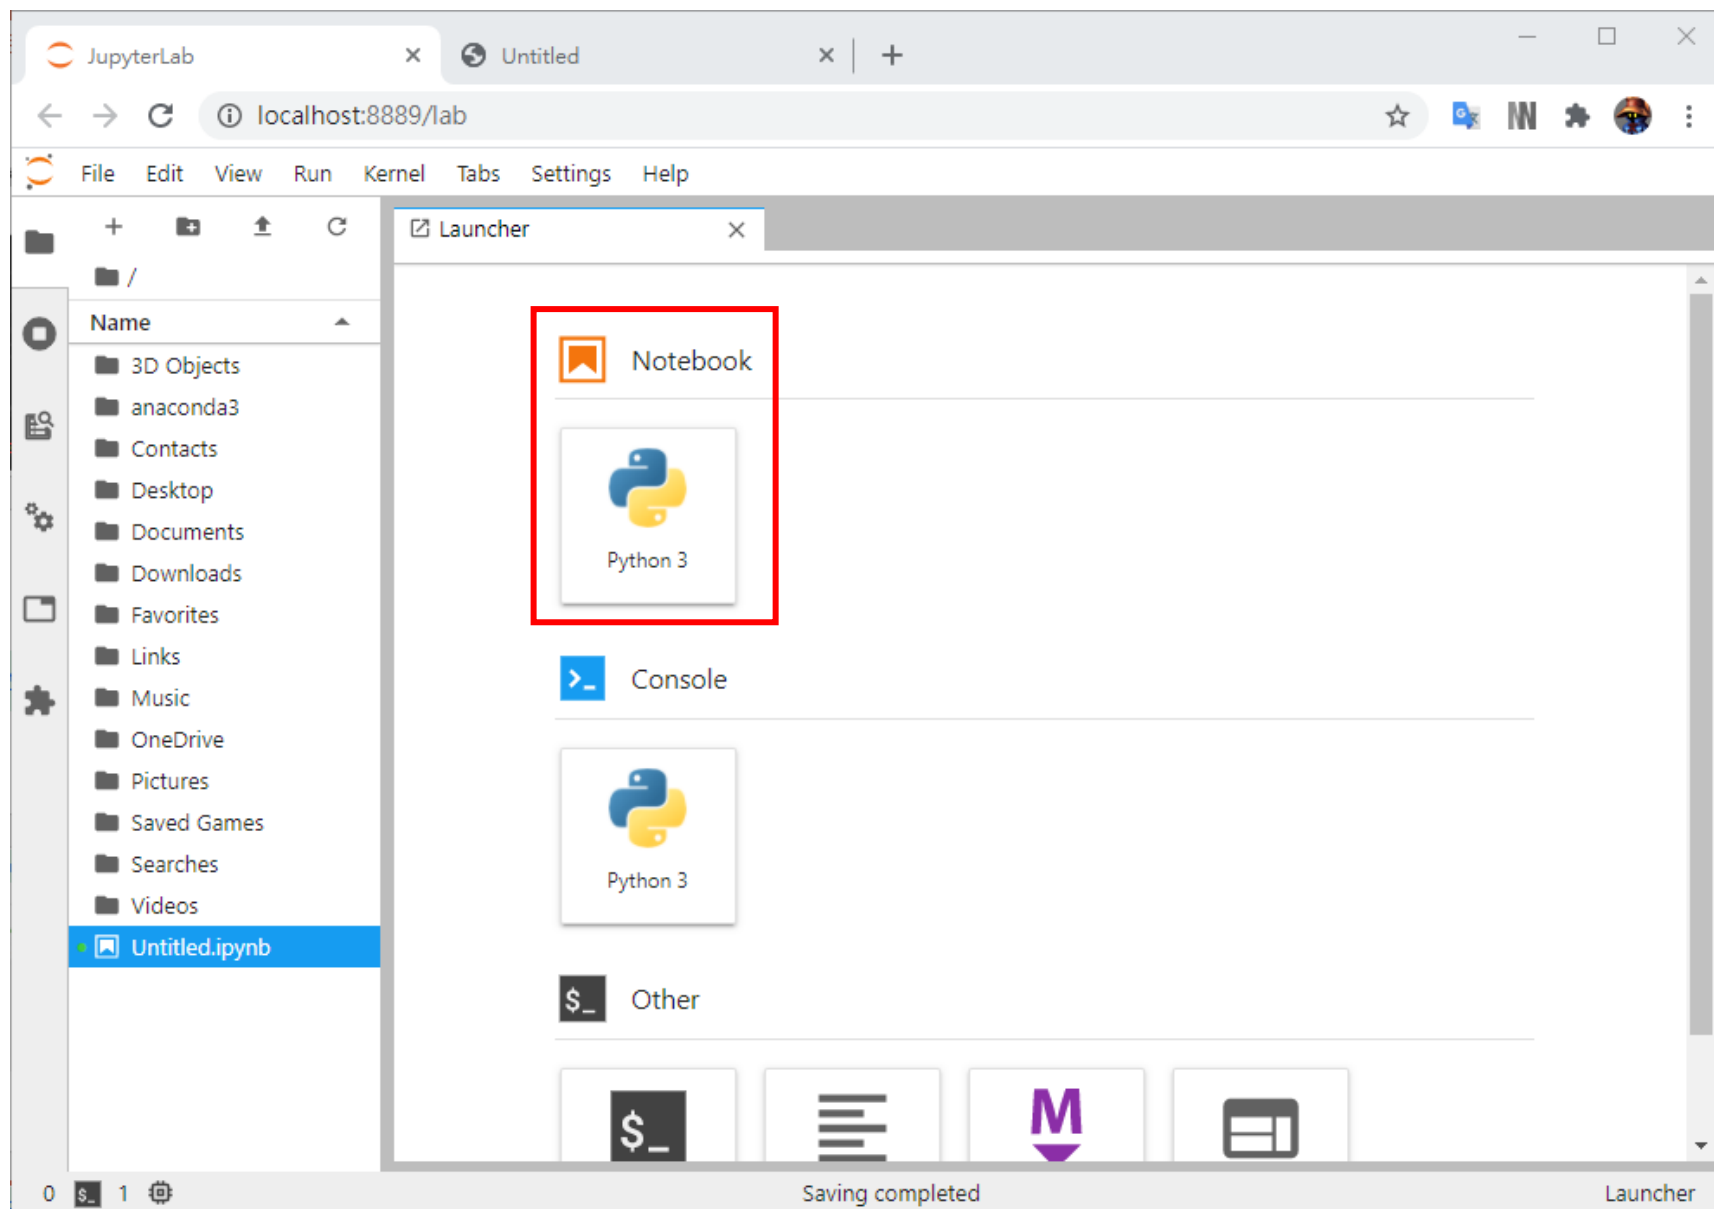 JupyterLab
Untitled
localhost:8889/lab
File Edit View Run Kernel Tabs Settings Help
Launcher
/
Name
3D Objects
anaconda3
Contacts
Desktop
Documents
Downloads
Favorites
Links
Music
OneDrive
Pictures
Saved Games
Searches
Videos
Untitled.ipynb
Notebook
Python 3
>_ Console
Python 3
$_ Other
$_
M
0 $_ 1
Saving completed
Launcher